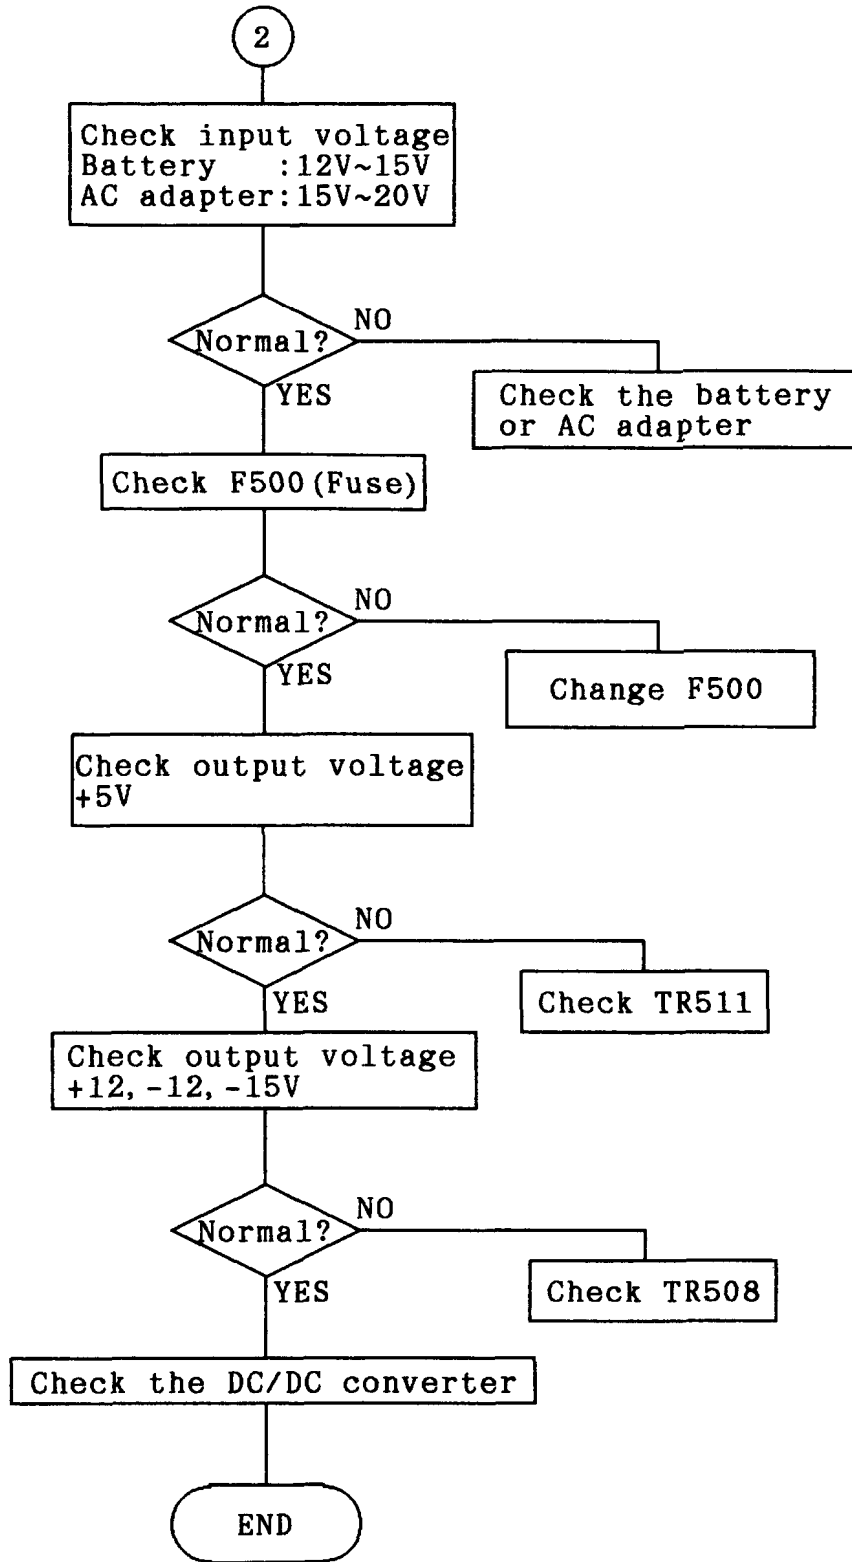 2
Check input voltage
Battery :12V~15V
AC adapter:15V~20V
Normal?
NO
YES
Check the battery
or AC adapter
Check F500(Fuse)
Normal?
NO
YES
Change F500
Check output voltage
+5V
Normal?
NO
YES
Check TR511
Check output voltage
+12,-12,-15V
Normal?
NO
YES
Check TR508
Check the DC/DC converter
END